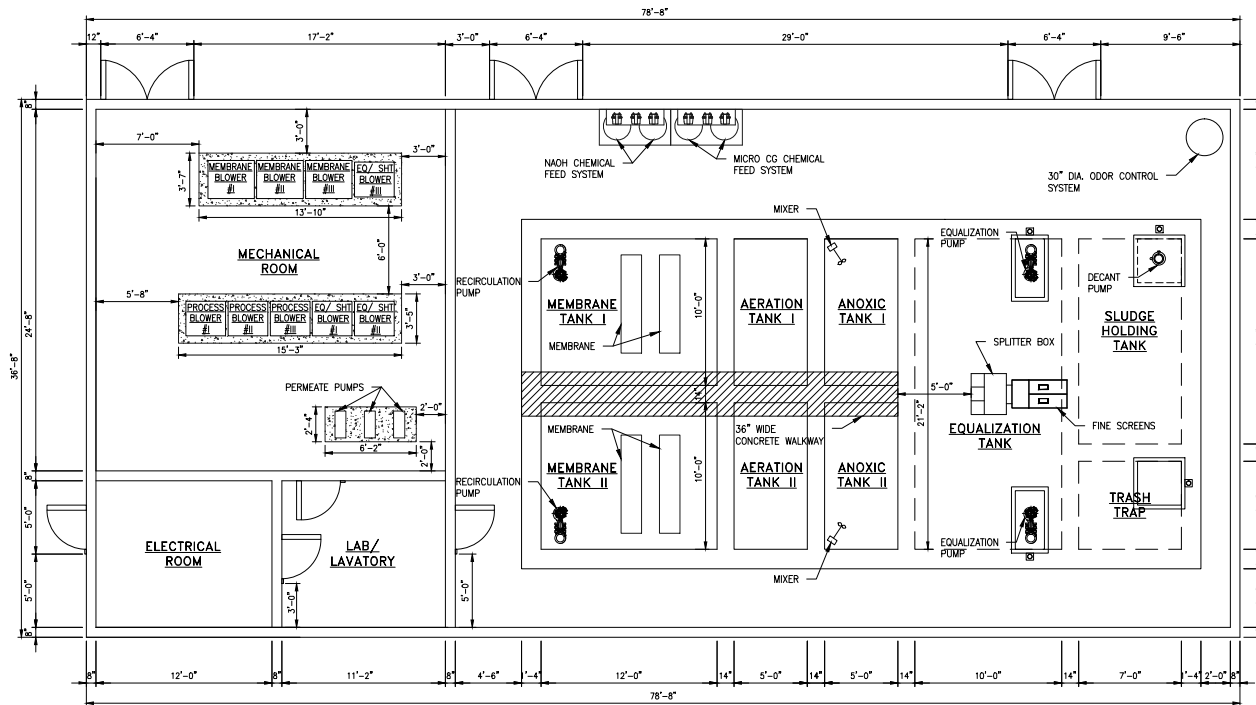 78'-8"
12" 6'-4" 17'-2" 3'-0" 6'-4" 29'-0" 6'-4" 9'-6"
8"
7'-0"
3'-0"
3'-0"
NAOH CHEMICAL
FEED SYSTEM
MICRO CG CHEMICAL
FEED SYSTEM
30" DIA. ODOR CONTROL
SYSTEM
3'-7"
MEMBRANE
BLOWER
#I
MEMBRANE
BLOWER
#II
MEMBRANE
BLOWER
#III
EQ/ SHT
BLOWER
#III
13'-10"
MIXER
MECHANICAL
ROOM
6'-0"
3'-0"
RECIRCULATION
PUMP
EQUALIZATION
PUMP
DECANT
PUMP
5'-8"
PROCESS
BLOWER
#I
PROCESS
BLOWER
#II
PROCESS
BLOWER
#III
EQ/ SHT
BLOWER
#I
EQ/ SHT
BLOWER
#II
3'-5"
15'-3"
MEMBRANE
TANK I
10'-0"
AERATION
TANK I
ANOXIC
TANK I
SLUDGE
HOLDING
TANK
MEMBRANE
SPLITTER BOX
24'-8"
36'-8"
PERMEATE PUMPS
14"
5'-0"
2'-0"
2'-4"
6'-2"
2'-0"
MEMBRANE
36" WIDE
CONCRETE WALKWAY
21'-2"
EQUALIZATION
TANK
FINE SCREENS
8"
RECIRCULATION
PUMP
MEMBRANE
TANK II
10'-0"
AERATION
TANK II
ANOXIC
TANK II
TRASH
TRAP
5'-0"
ELECTRICAL
ROOM
LAB/
LAVATORY
EQUALIZATION
PUMP
MIXER
5'-0"
3'-0"
5'-0"
8"
8" 12'-0" 8" 11'-2" 8" 4'-6" 1'-4" 12'-0" 14" 5'-0" 14" 5'-0" 14" 10'-0" 14" 7'-0" 1'-4" 2'-0" 8"
78'-8"